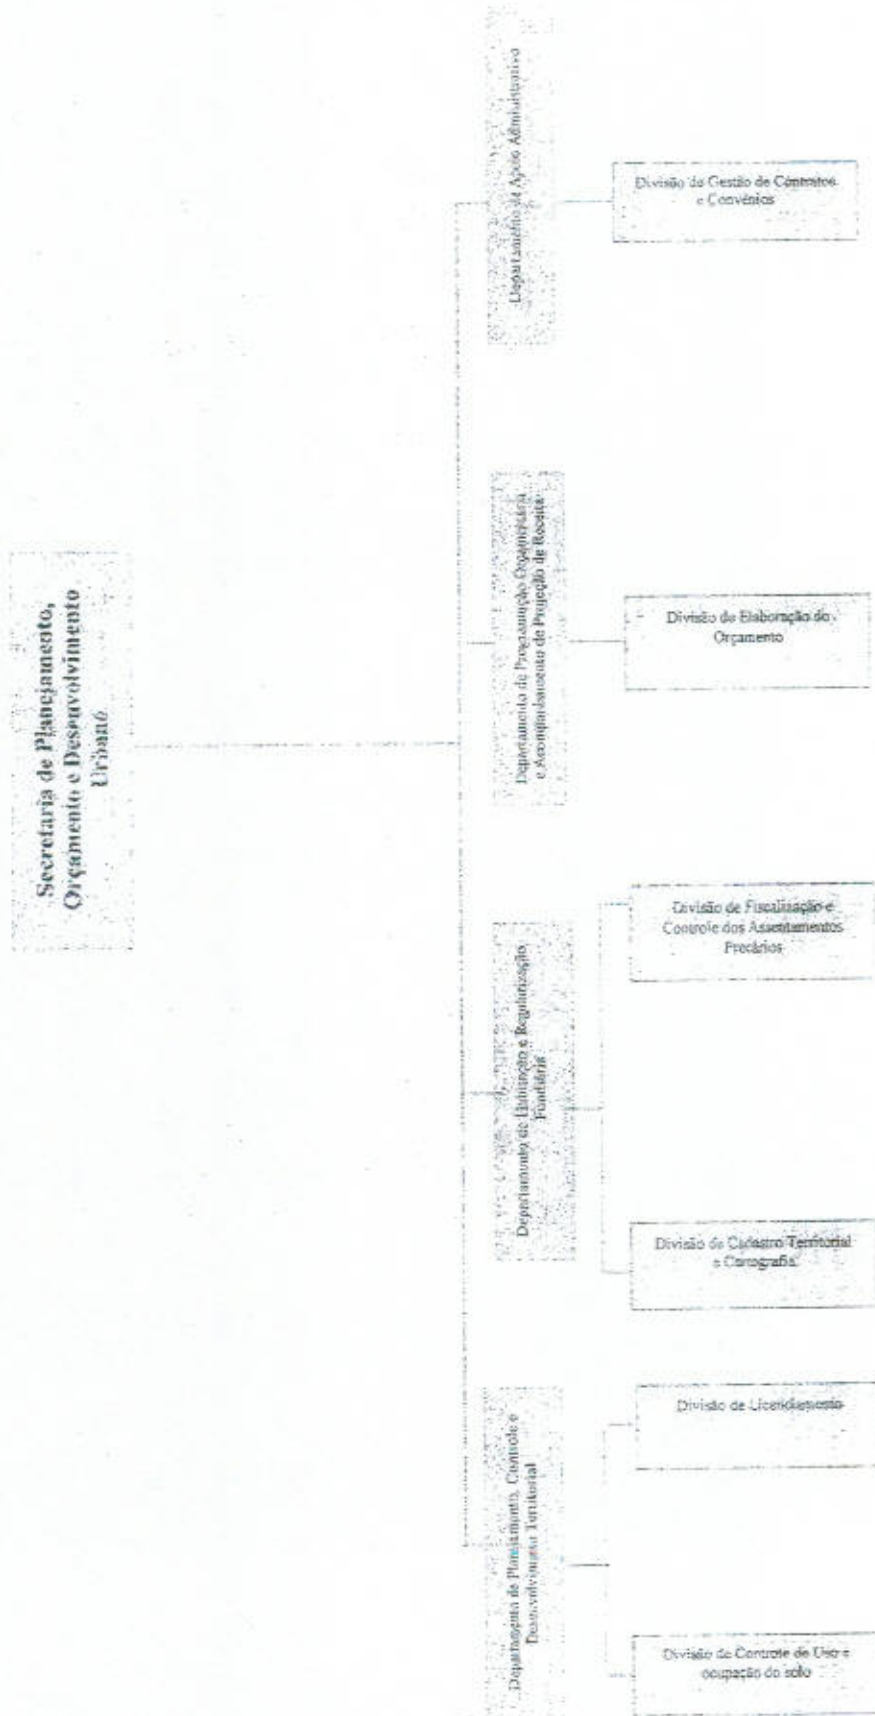 Secretaria de Planejamento,
Orçamento e Desenvolvimento
Urbano
Departamento de Planejamento, Controle e
Desenvolvimento Territorial
Departamento de Habitação e Regularização
Fundiária
Departamento de Programação Orçamentária
e Acompanhamento de Projeção de Receita
Departamento de Apoio Administrativo
Divisão de Controle de Uso e
ocupação do solo
Divisão de Licenciamento
Divisão de Cadastro Territorial
e Cartografia
Divisão de Fiscalização e
Controle dos Assentamentos
Precários
Divisão de Elaboração do
Orçamento
Divisão de Gestão de Contratos
e Convênios